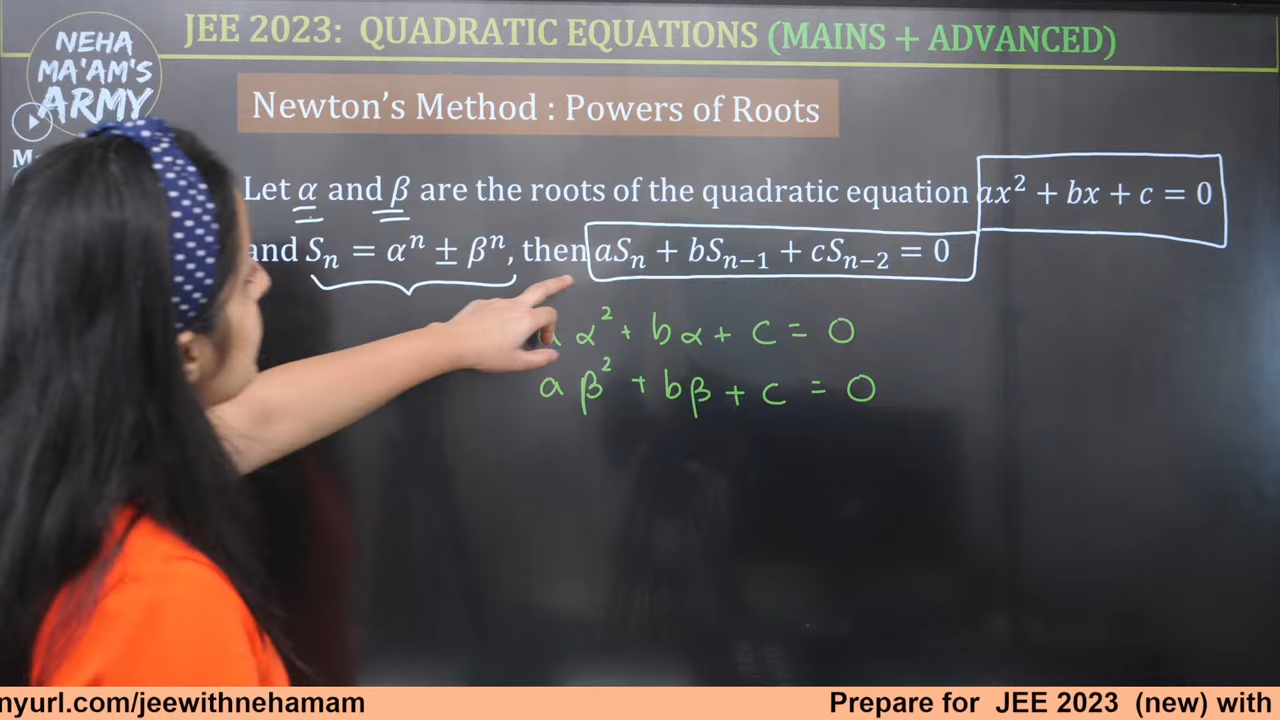 JEE 2023: QUADRATIC EQUATIONS (MAINS + ADVANCED)
NEHA
MA'AM'S
ARMY
Newton's Method : Powers of Roots
Let α and β are the roots of the quadratic equation ax² + bx + c = 0
and Sₙ = αⁿ ± βⁿ, then aSₙ + bSₙ₋₁ + cSₙ₋₂ = 0
α² + bα + c = 0
aβ² + bβ + c = 0
nyurl.com/jeewithnehamam
Prepare for JEE 2023 (new) with